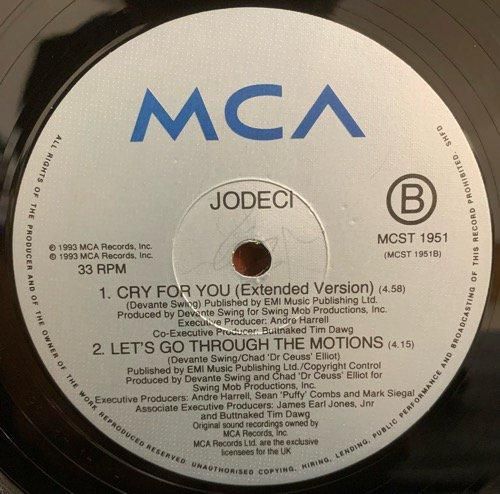 MCA
JODECI
B
MCST 1951
(MCST 1951B)
℗ 1993 MCA Records, Inc.
© 1993 MCA Records, Inc.
33 RPM
1. CRY FOR YOU (Extended Version) (4.58)
(Devante Swing) Published by EMI Music Publishing Ltd.
Produced by Devante Swing for Swing Mob Productions, Inc.
Executive Producer: Andre Harrell
Co-Executive Producer: Buttnaked Tim Dawg
2. LET'S GO THROUGH THE MOTIONS (4.15)
(Devante Swing/Chad 'Dr Ceuss' Elliot)
Published by EMI Music Publishing Ltd./Copyright Control
Produced by Devante Swing and Chad 'Dr Ceuss' Elliot for
Swing Mob Productions, Inc.
Executive Producers: Andre Harrell, Sean 'Puffy' Combs and Mark Siegal
Associate Executive Producers: James Earl Jones, Jnr
and Buttnaked Tim Dawg
Original sound recordings owned by
MCA Records, Inc.
MCA Records Ltd. are the exclusive
licensees for the UK
ALL RIGHTS OF THE PRODUCER AND OF THE OWNER OF THE WORK REPRODUCED RESERVED UNAUTHORISED COPYING, HIRING, LENDING, PUBLIC PERFORMANCE AND BROADCASTING OF THIS RECORD PROHIBITED. SHFD